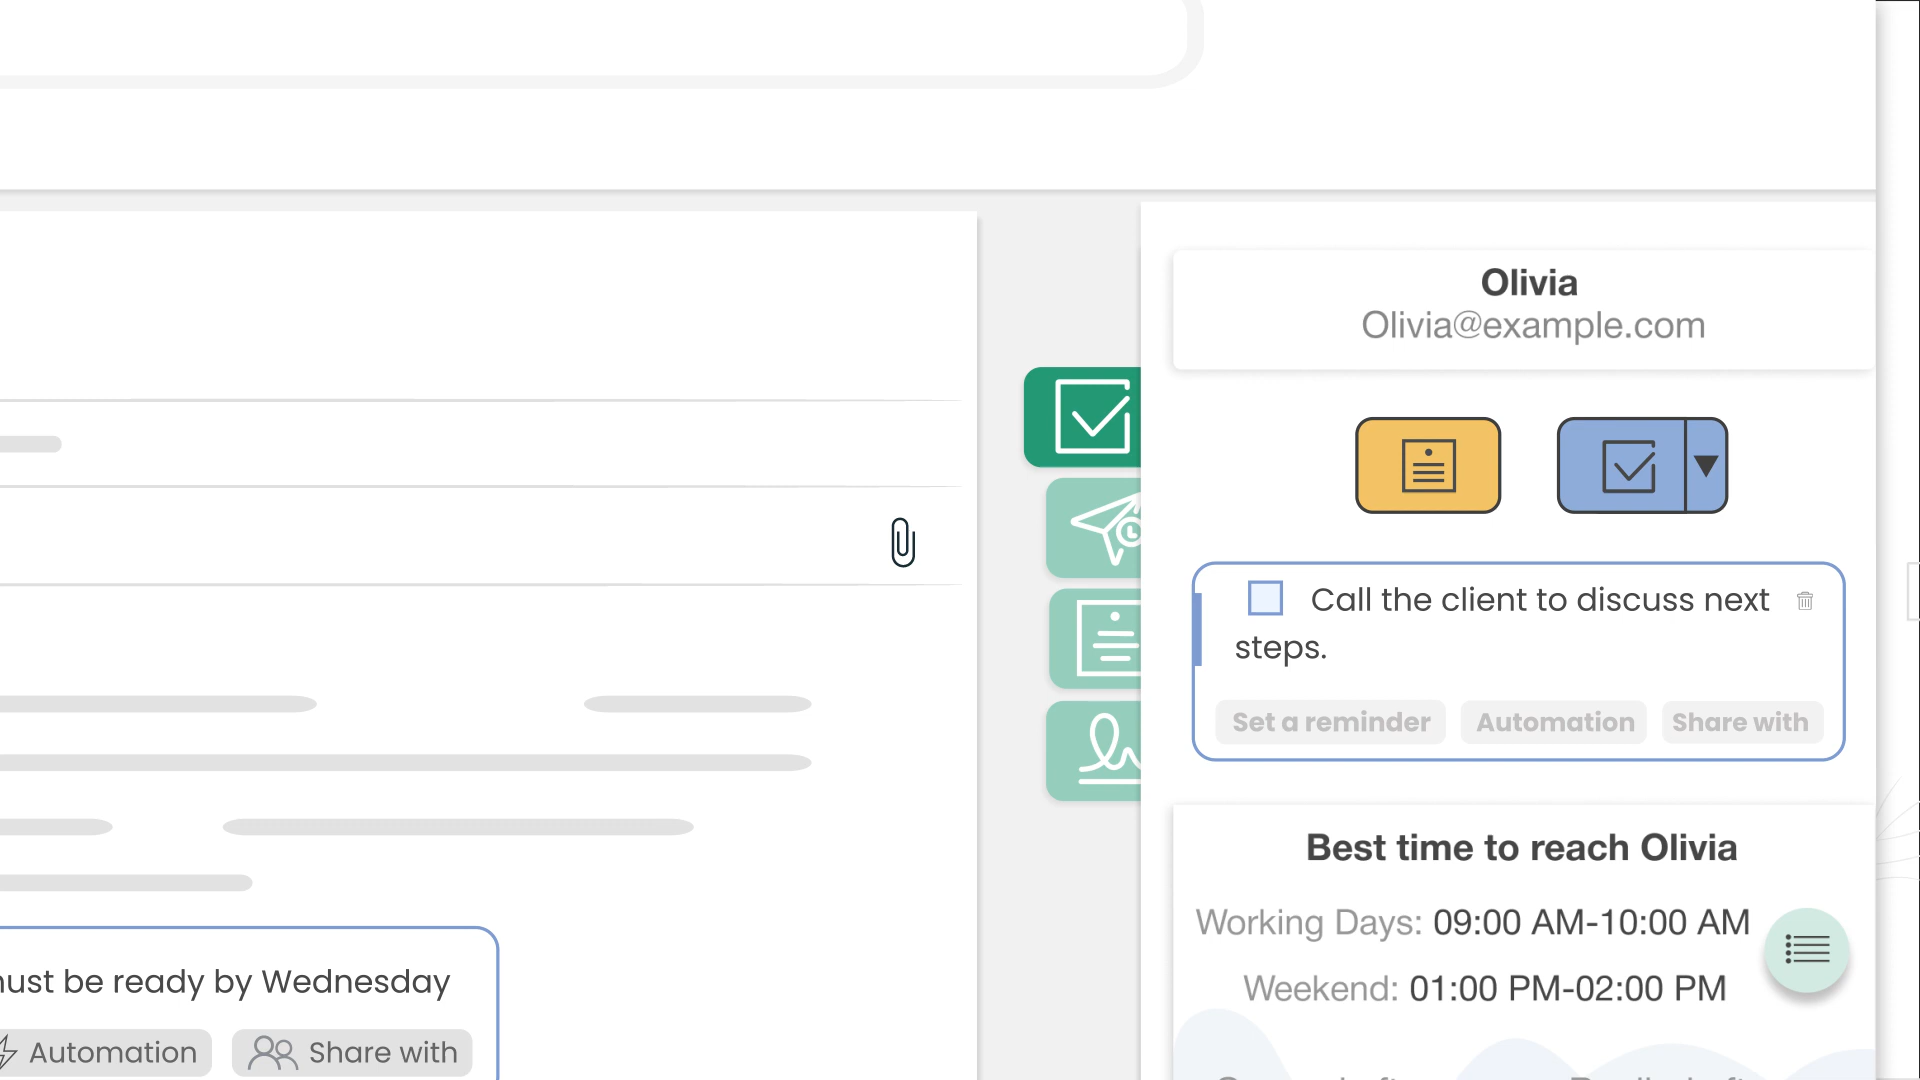 Olivia
Olivia@example.com
Call the client to discuss next
steps.
Set a reminder Automation Share with
Best time to reach Olivia
Working Days: 09:00 AM-10:00 AM
Weekend: 01:00 PM-02:00 PM
be ready by Wednesday
Automation Share with